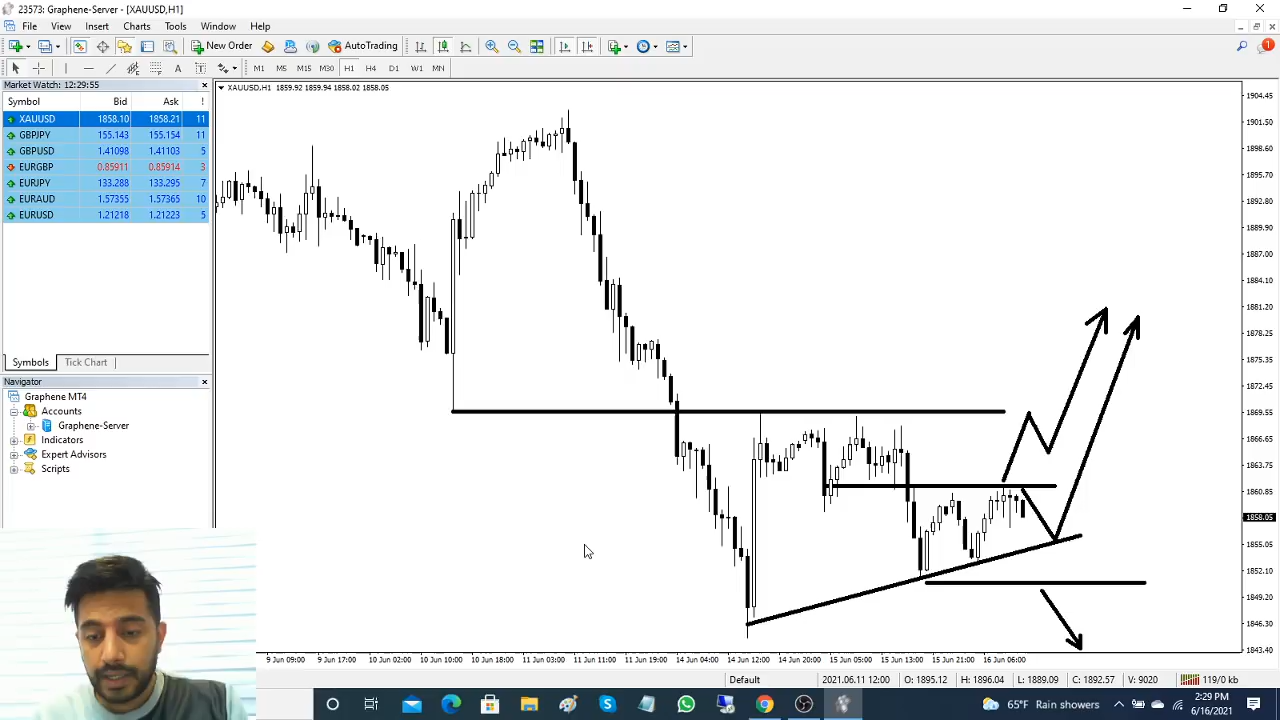 23573: Graphene-Server - [XAUUSD,H1]
File View Insert Charts Tools Window Help
New Order AutoTrading
A T M1 M5 M15 M30 H1 H4 D1 W1 MN
1
Market Watch: 12:29:55
Symbol Bid Ask !
XAUUSD 1858.10 1858.21 11
GBPJPY 155.143 155.154 11
GBPUSD 1.41098 1.41103 5
EURGBP 0.85911 0.85914 3
EURJPY 133.288 133.295 7
EURAUD 1.57355 1.57365 10
EURUSD 1.21218 1.21223 5
Symbols Tick Chart
Navigator
Graphene MT4
Accounts
Graphene-Server
Indicators
Expert Advisors
Scripts
XAUUSD,H1 1859.92 1859.94 1858.02 1858.05
1904.45
1901.50
1898.60
1895.70
1892.80
1889.90
1887.00
1884.10
1881.20
1878.25
1875.35
1872.45
1869.55
1866.65
1863.75
1860.85
1858.05
1855.05
1852.10
1849.20
1846.30
1843.40
9 Jun 09:00 9 Jun 17:00 10 Jun 02:00 10 Jun 10:00 10 Jun 18:00 11 Jun 03:00 11 Jun 11:00 11 Jun 19:00 14 Jun 04:00 14 Jun 12:00 14 Jun 20:00 15 Jun 05:00 15 Jun 13:00 15 Jun 21:00 16 Jun 06:00
Default 2021.06.11 12:00 O: 1895.12 H: 1896.04 L: 1889.09 C: 1892.57 V: 9020 119/0 kb
65°F Rain showers 2:29 PM
6/16/2021